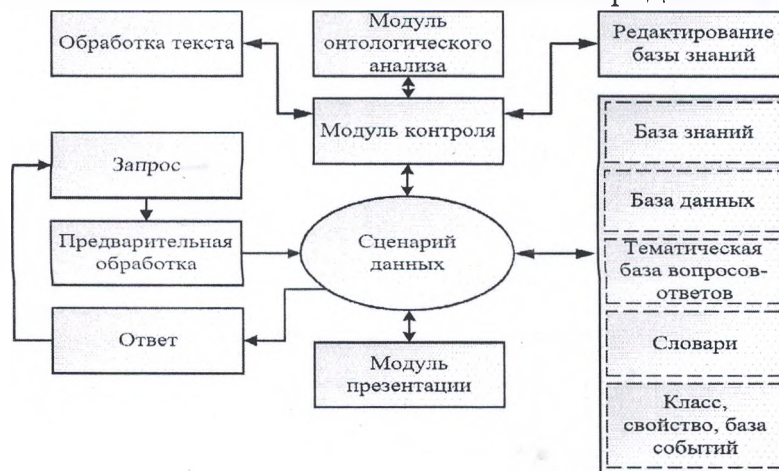 Обработка текста
Модуль
онтологического
анализа
Редактирование
базы знаний
Модуль контроля
База знаний
Запрос
База данных
Предварительная
обработка
Сценарий
данных
Тематическая
база вопросов-
ответов
Ответ
Словари
Модуль
презентации
Класс,
свойство, база
событий